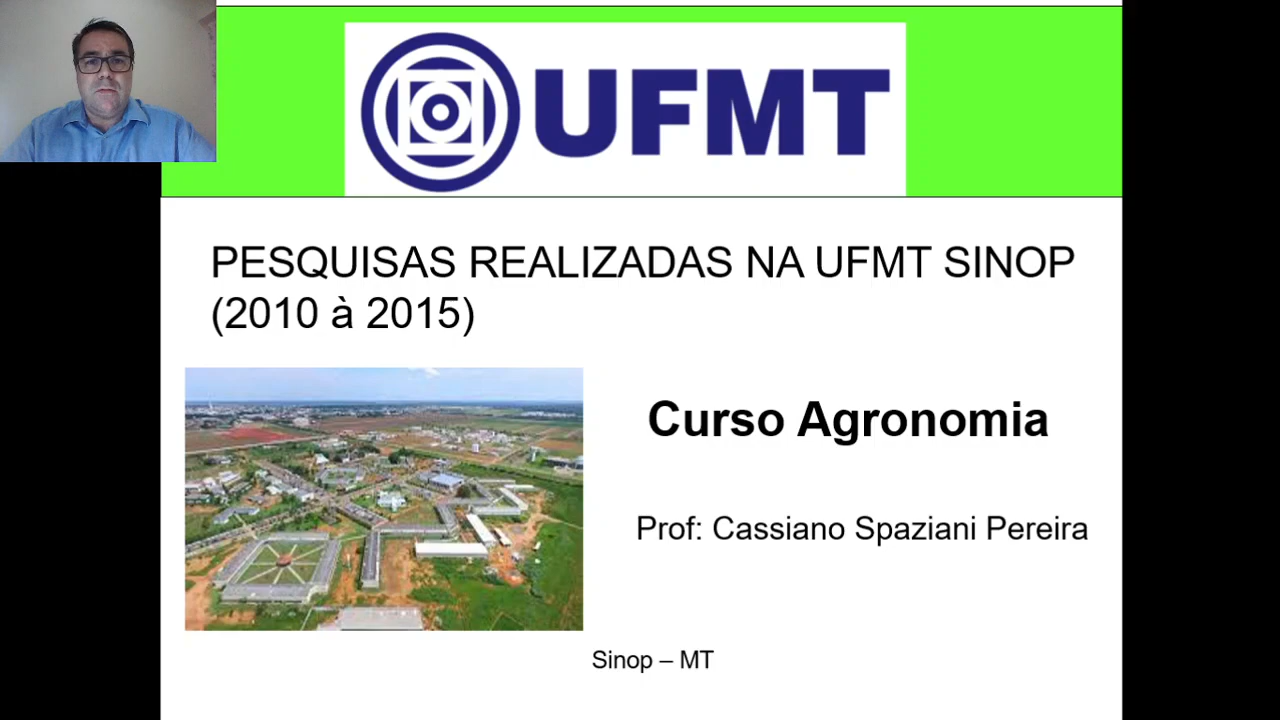 UFMT
PESQUISAS REALIZADAS NA UFMT SINOP
(2010 à 2015)
Curso Agronomia
Prof: Cassiano Spaziani Pereira
Sinop – MT